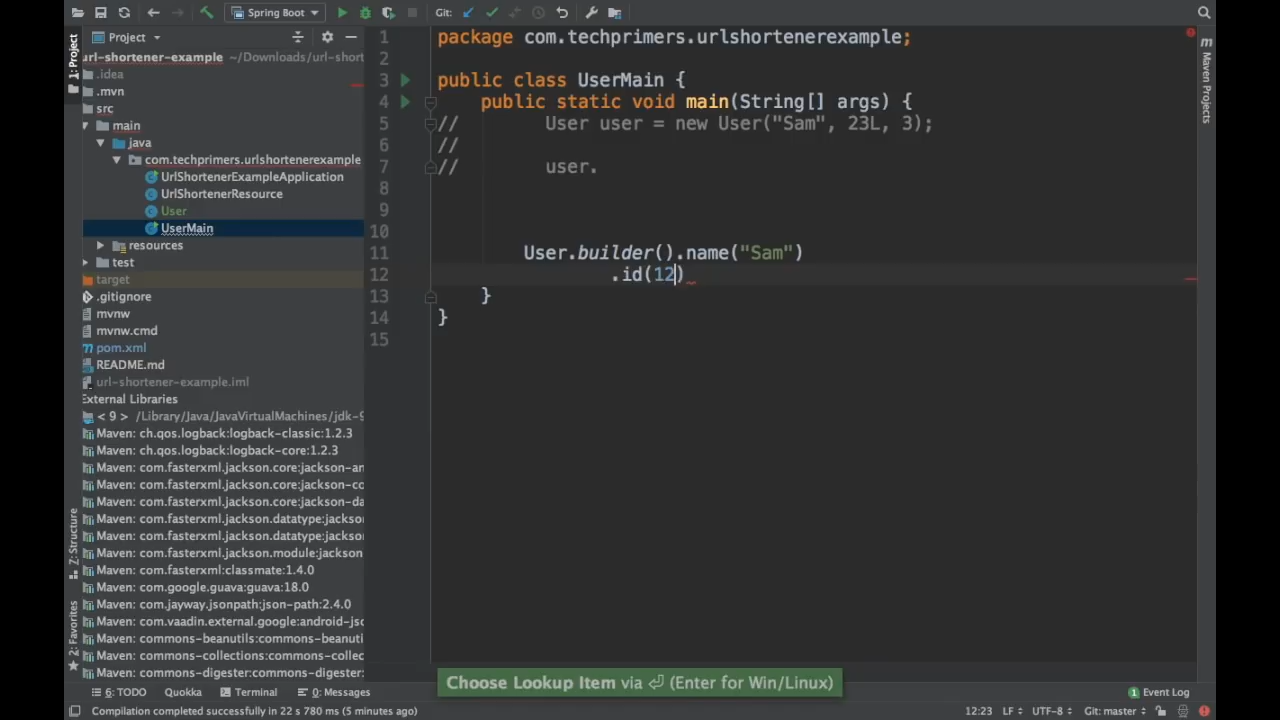 Spring Boot
Git:
1: Project
Project
url-shortener-example ~/Downloads/url-short
.idea
.mvn
src
main
java
com.techprimers.urlshortenerexample
UrlShortenerExampleApplication
UrlShortenerResource
User
UserMain
resources
test
target
.gitignore
mvnw
mvnw.cmd
pom.xml
README.md
url-shortener-example.iml
External Libraries
< 9 > /Library/Java/JavaVirtualMachines/jdk-9
Maven: ch.qos.logback:logback-classic:1.2.3
Maven: ch.qos.logback:logback-core:1.2.3
Maven: com.fasterxml.jackson.core:jackson-an
Maven: com.fasterxml.jackson.core:jackson-co
Maven: com.fasterxml.jackson.core:jackson-da
Maven: com.fasterxml.jackson.datatype:jackso
Maven: com.fasterxml.jackson.datatype:jackso
Maven: com.fasterxml.jackson.module:jackson
Maven: com.fasterxml:classmate:1.4.0
Maven: com.google.guava:guava:18.0
Maven: com.jayway.jsonpath:json-path:2.4.0
Maven: com.vaadin.external.google:android-jso
Maven: commons-beanutils:commons-beanuti
Maven: commons-collections:commons-collec
Maven: commons-digester:commons-digester:
Z: Structure
2: Favorites
1 package com.techprimers.urlshortenerexample;
2
3 public class UserMain {
4 public static void main(String[] args) {
5 // User user = new User("Sam", 23L, 3);
6 //
7 // user.
8
9
10
11 User.builder().name("Sam")
12 .id(12)
13 }
14 }
15
m Maven Projects
Choose Lookup Item via ⏎ (Enter for Win/Linux)
6: TODO
Quokka
Terminal
0: Messages
1 Event Log
Compilation completed successfully in 22 s 780 ms (5 minutes ago)
12:23 LF UTF-8 Git: master